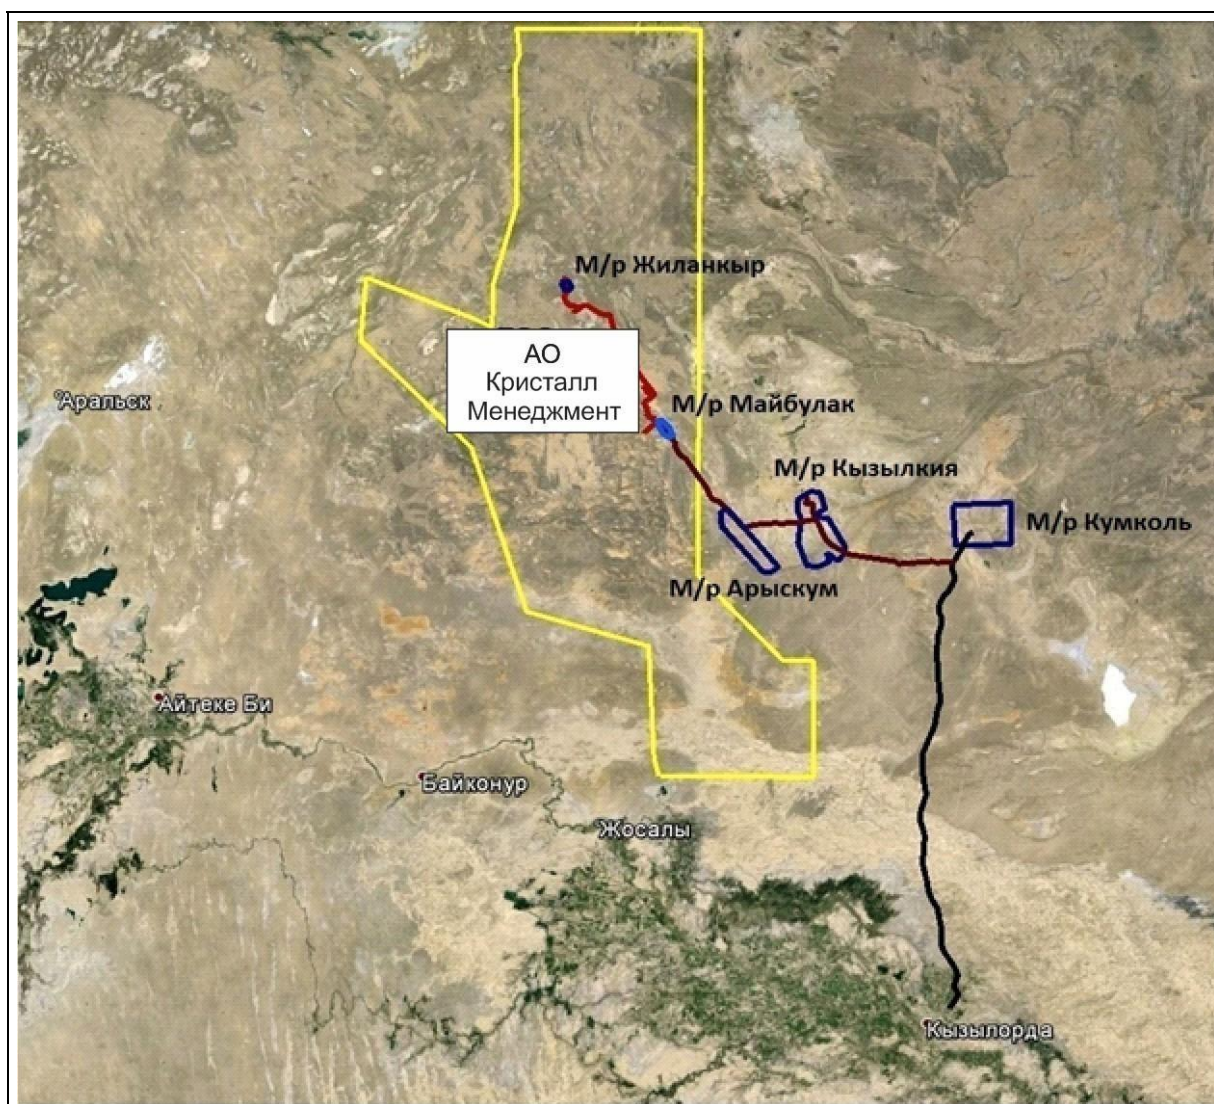 М/р Жиланкыр
АО
Кристалл
Менеджмент
Аральск
М/р Майбулак
М/р Кызылкия
М/р Кумколь
М/р Арыскум
Айтеке Би
Байконур
Жосалы
Кызылорда